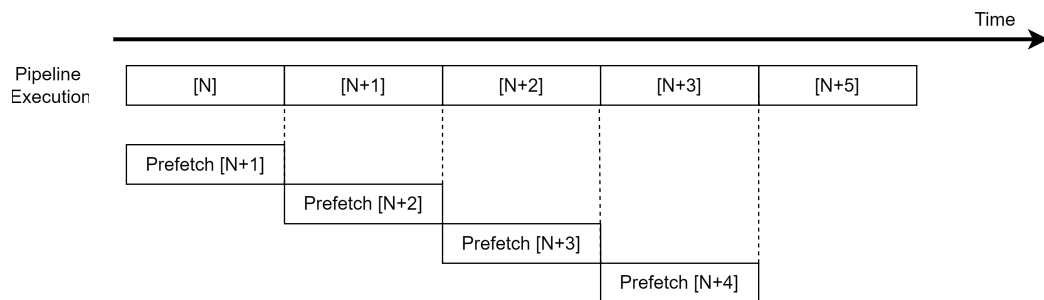 Time
Pipeline
Execution
[N] [N+1] [N+2] [N+3] [N+5]
Prefetch [N+1]
Prefetch [N+2]
Prefetch [N+3]
Prefetch [N+4]